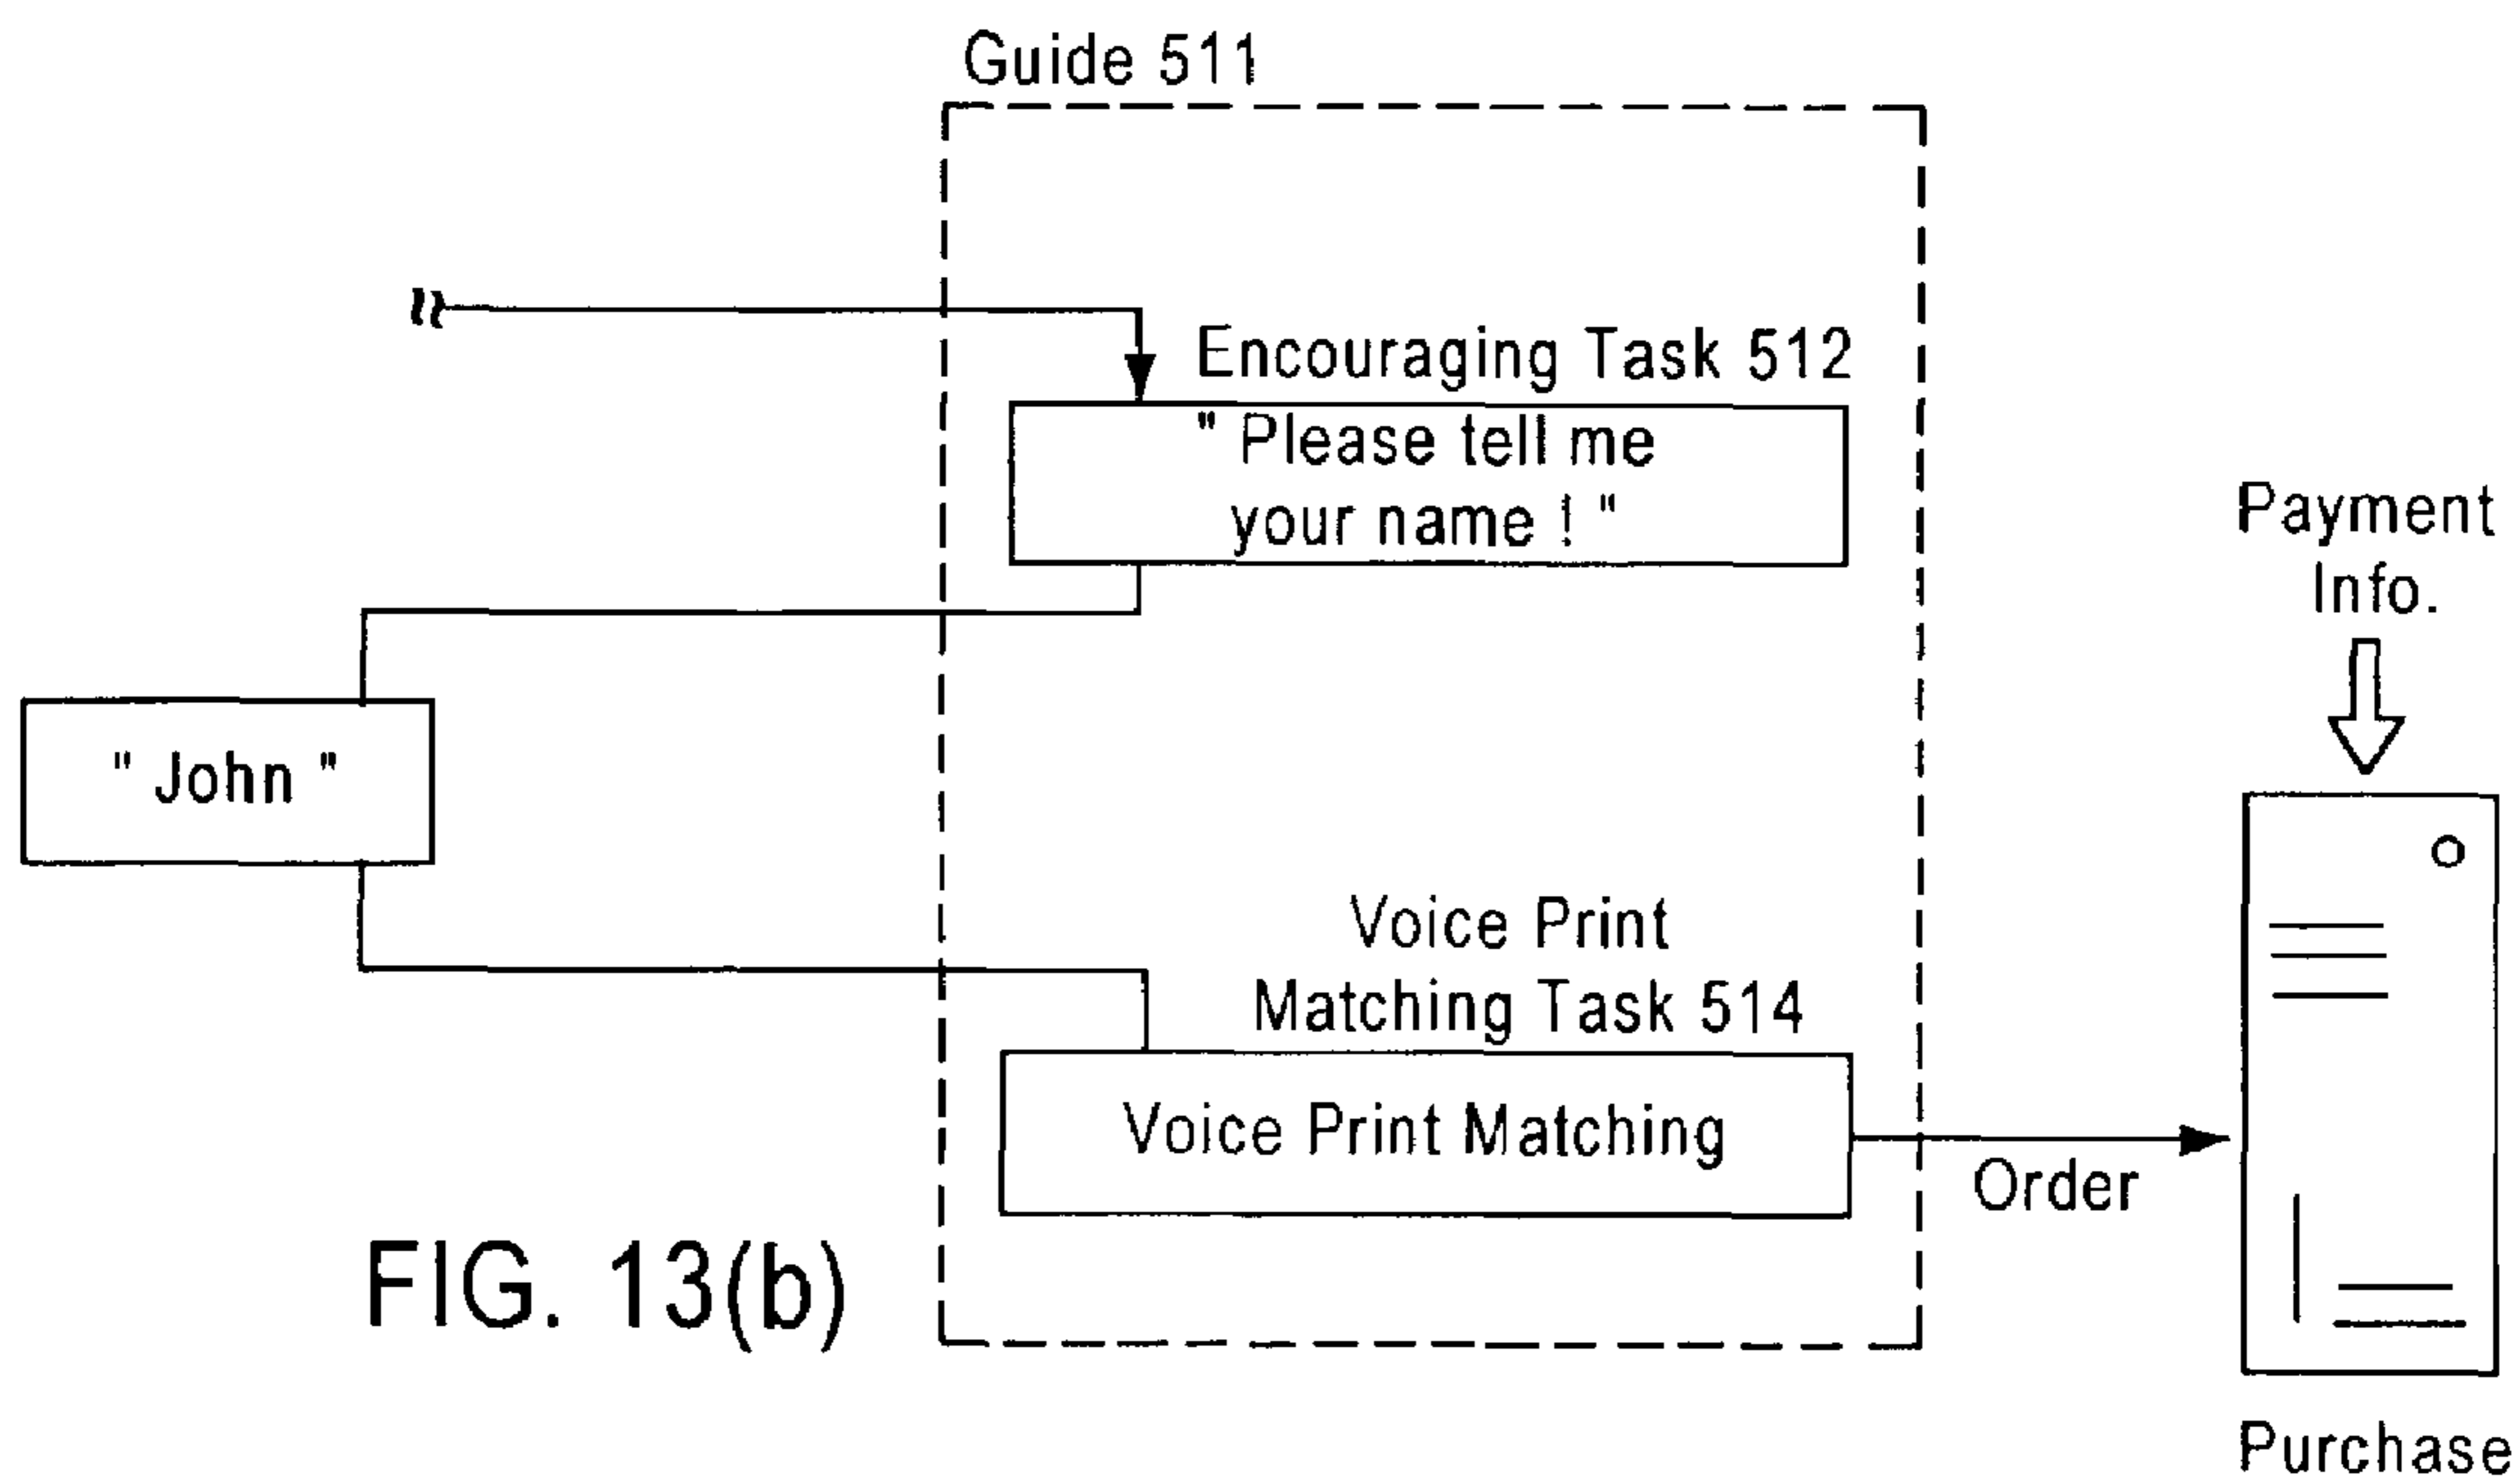 Guide 511
Encouraging Task 512
" Please tell me
your name ! "
Payment
Info.
" John "
Voice Print
Matching Task 514
Voice Print Matching
Order
FIG. 13(b)
Purchase